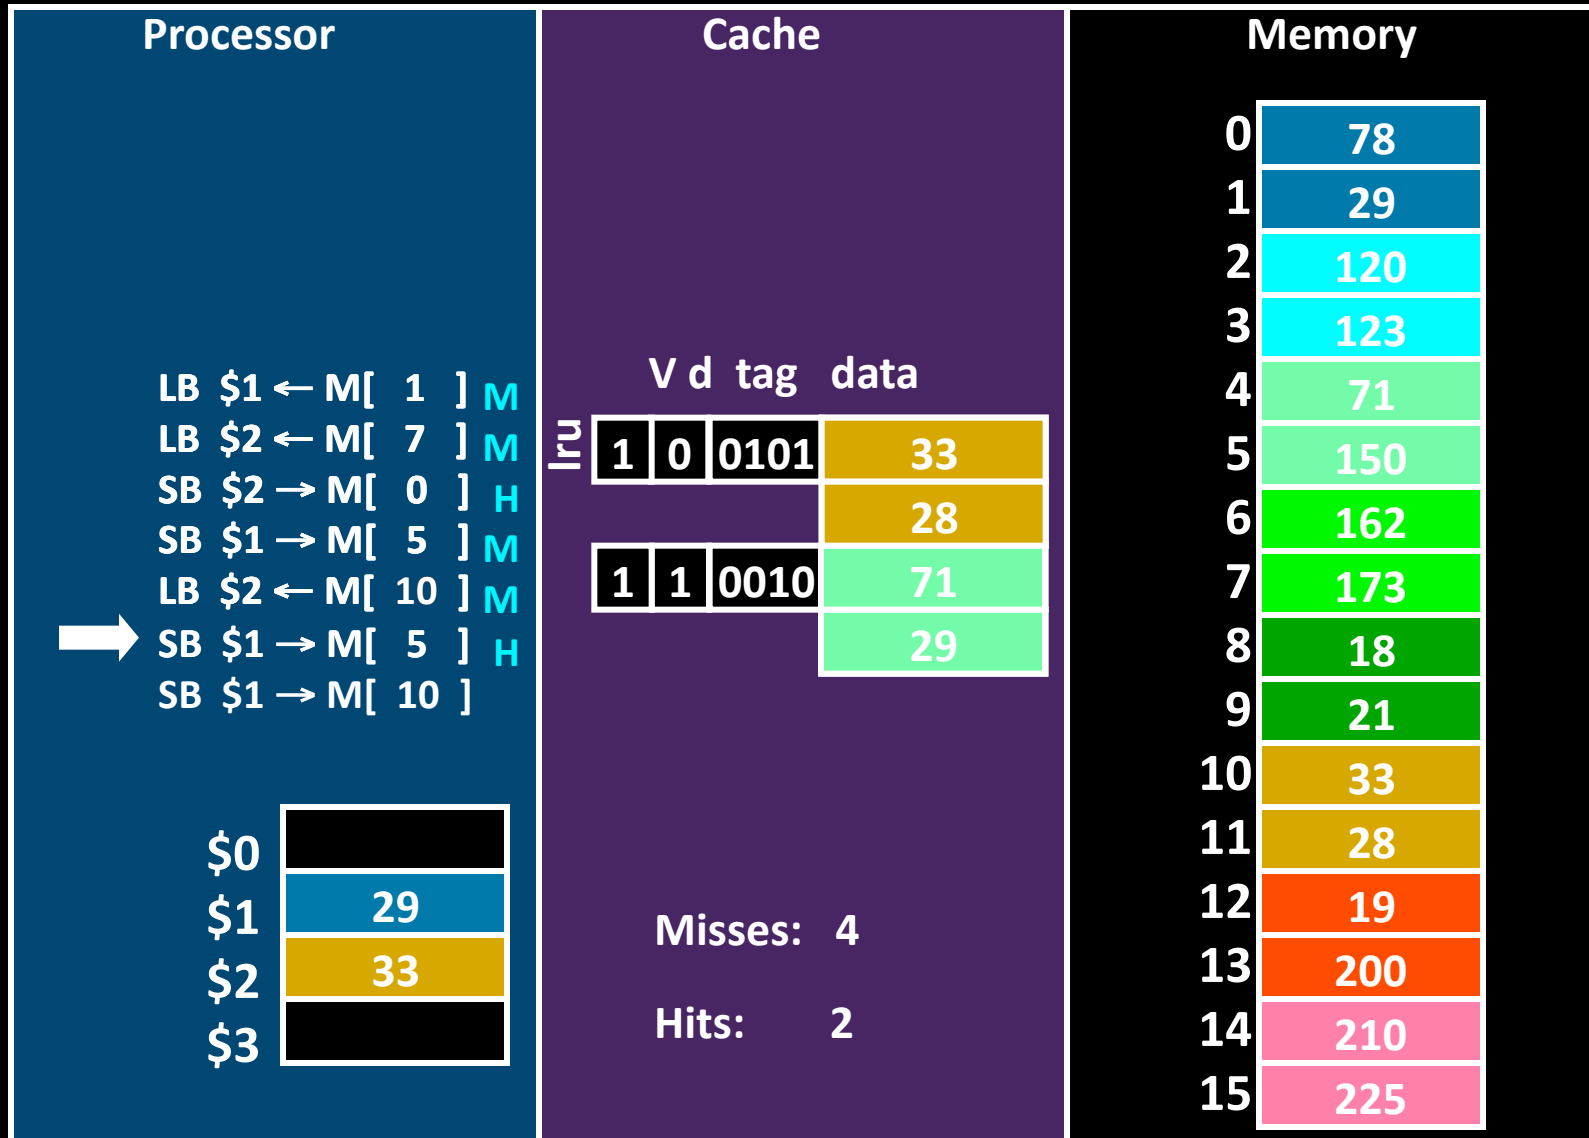 Processor
LB $1 ← M[ 1 ] M
LB $2 ← M[ 7 ] M
SB $2 → M[ 0 ] H
SB $1 → M[ 5 ] M
LB $2 ← M[ 10 ] M
SB $1 → M[ 5 ] H
SB $1 → M[ 10 ]
$0
$1 29
$2 33
$3
Cache
V d tag data
lru 1 0 0101 33
28
1 1 0010 71
29
Misses: 4
Hits: 2
Memory
0 78
1 29
2 120
3 123
4 71
5 150
6 162
7 173
8 18
9 21
10 33
11 28
12 19
13 200
14 210
15 225